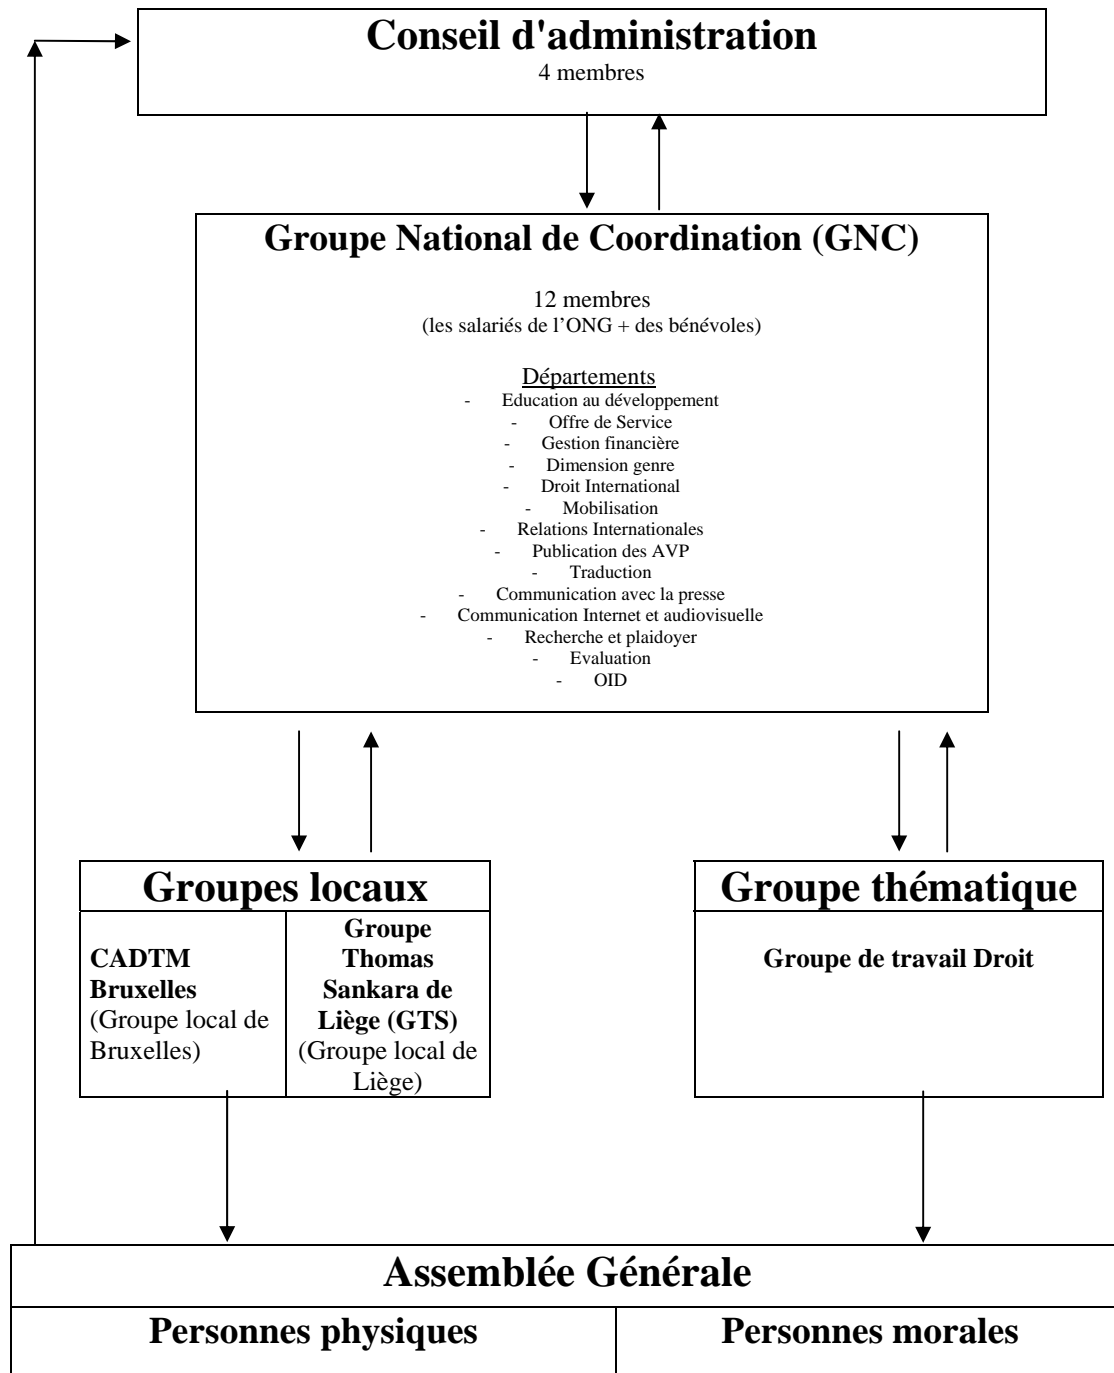 Conseil d'administration
4 membres
Groupe National de Coordination (GNC)
12 membres
(les salariés de l’ONG + des bénévoles)
Départements
- Education au développement
- Offre de Service
- Gestion financière
- Dimension genre
- Droit International
- Mobilisation
- Relations Internationales
- Publication des AVP
- Traduction
- Communication avec la presse
- Communication Internet et audiovisuelle
- Recherche et plaidoyer
- Evaluation
- OID
Groupes locaux
CADTM
Bruxelles
(Groupe local de
Bruxelles)
Groupe
Thomas
Sankara de
Liège (GTS)
(Groupe local de
Liège)
Groupe thématique
Groupe de travail Droit
Assemblée Générale
Personnes physiques
Personnes morales